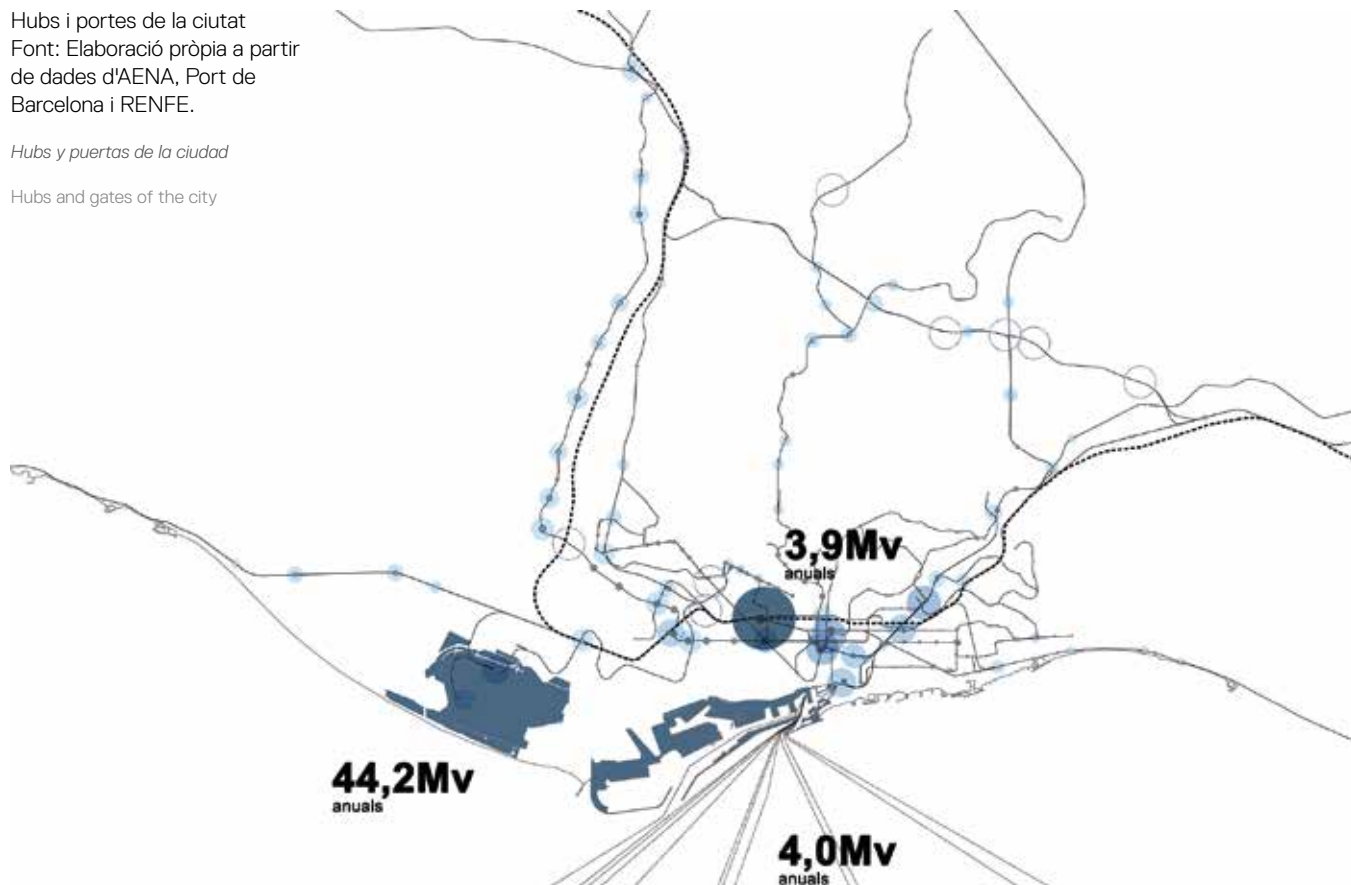 Hubs i portes de la ciutat
Font: Elaboració pròpia a partir
de dades d'AENA, Port de
Barcelona i RENFE.
Hubs y puertas de la ciudad
Hubs and gates of the city
3,9Mv
anuals
44,2Mv
anuals
4,0Mv
anuals